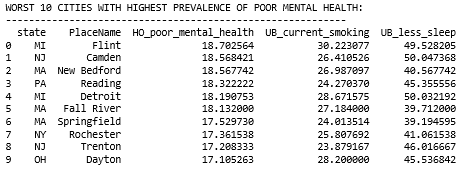 WORST 10 CITIES WITH HIGHEST PREVALENCE OF POOR MENTAL HEALTH:
------------------------------------------------------
state PlaceName HO_poor_mental_health UB_current_smoking UB_less_sleep
0 MI Flint 18.702564 30.223077 49.528205
1 NJ Camden 18.568421 26.410526 50.047368
2 MA New Bedford 18.567742 26.987097 40.567742
3 PA Reading 18.322222 24.270370 45.355556
4 MI Detroit 18.190753 28.671575 50.032192
5 MA Fall River 18.132000 27.184000 39.712000
6 MA Springfield 17.529730 24.013514 39.194595
7 NY Rochester 17.361538 25.807692 41.061538
8 NJ Trenton 17.208333 23.879167 46.016667
9 OH Dayton 17.105263 28.200000 45.536842